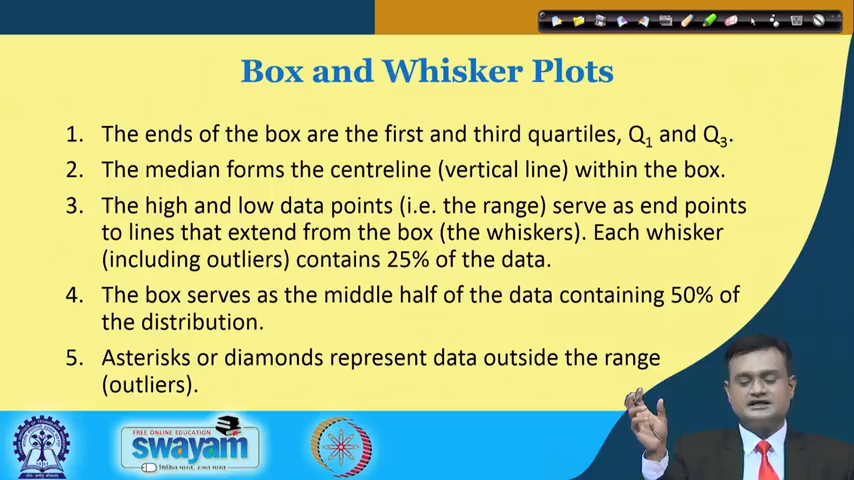 Box and Whisker Plots
1. The ends of the box are the first and third quartiles, Q1 and Q3.
2. The median forms the centreline (vertical line) within the box.
3. The high and low data points (i.e. the range) serve as end points
to lines that extend from the box (the whiskers). Each whisker
(including outliers) contains 25% of the data.
4. The box serves as the middle half of the data containing 50% of
the distribution.
5. Asterisks or diamonds represent data outside the range
(outliers).
FREE ONLINE EDUCATION
swayam